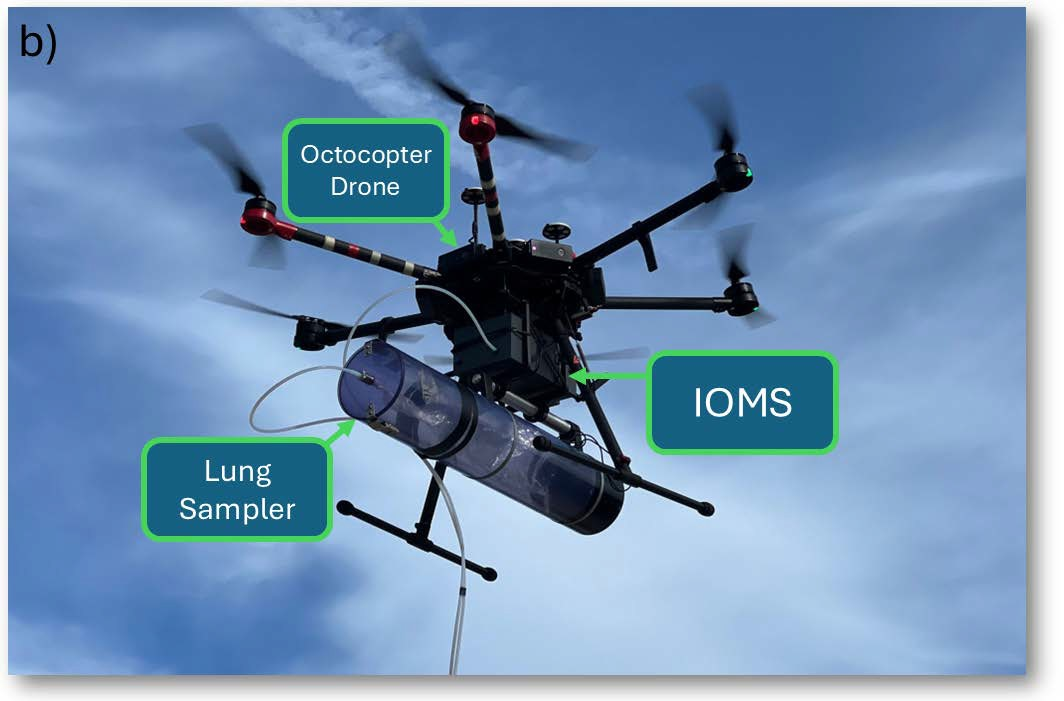 b)
Octocopter
Drone
IOMS
Lung
Sampler